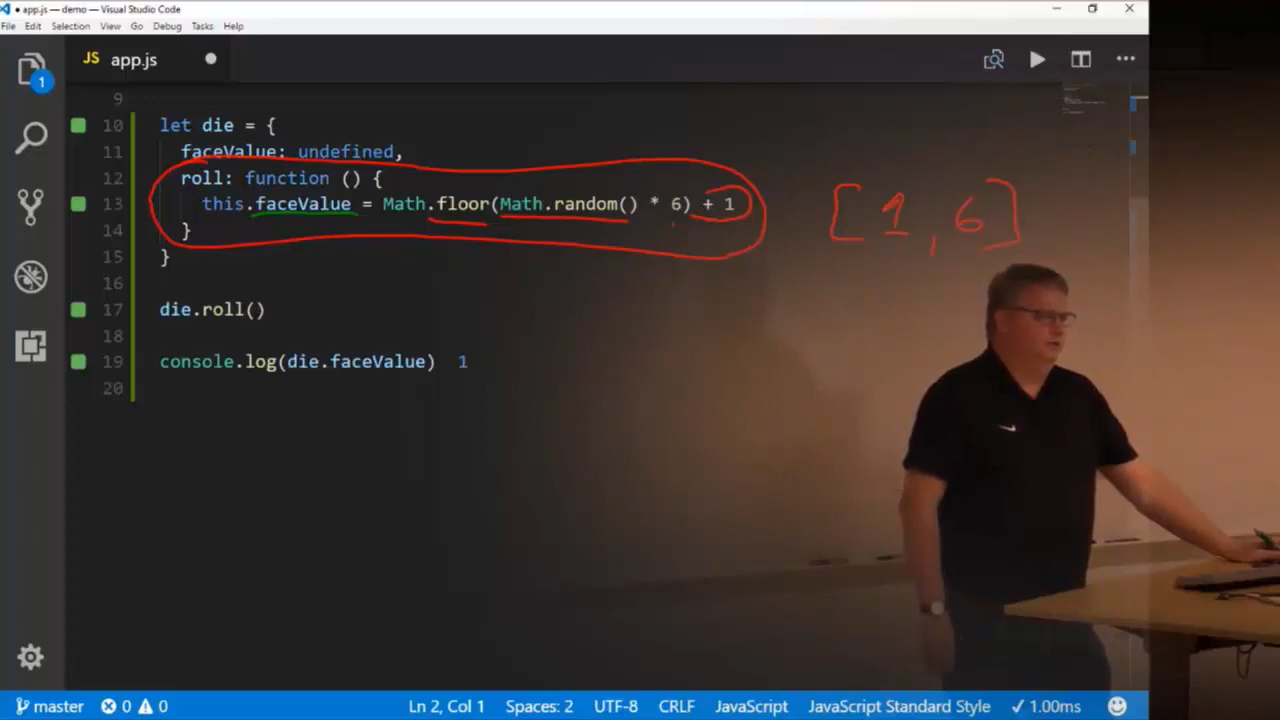 ● app.js — demo — Visual Studio Code
File Edit Selection View Go Debug Tasks Help
1
JS app.js
9
10 let die = {
11 faceValue: undefined,
12 roll: function () {
13 this.faceValue = Math.floor(Math.random() * 6) + 1
14 }
15 }
16
17 die.roll()
18
19 console.log(die.faceValue) 1
20
[1, 6]
master 0 0 Ln 2, Col 1 Spaces: 2 UTF-8 CRLF JavaScript JavaScript Standard Style ✓ 1.00ms